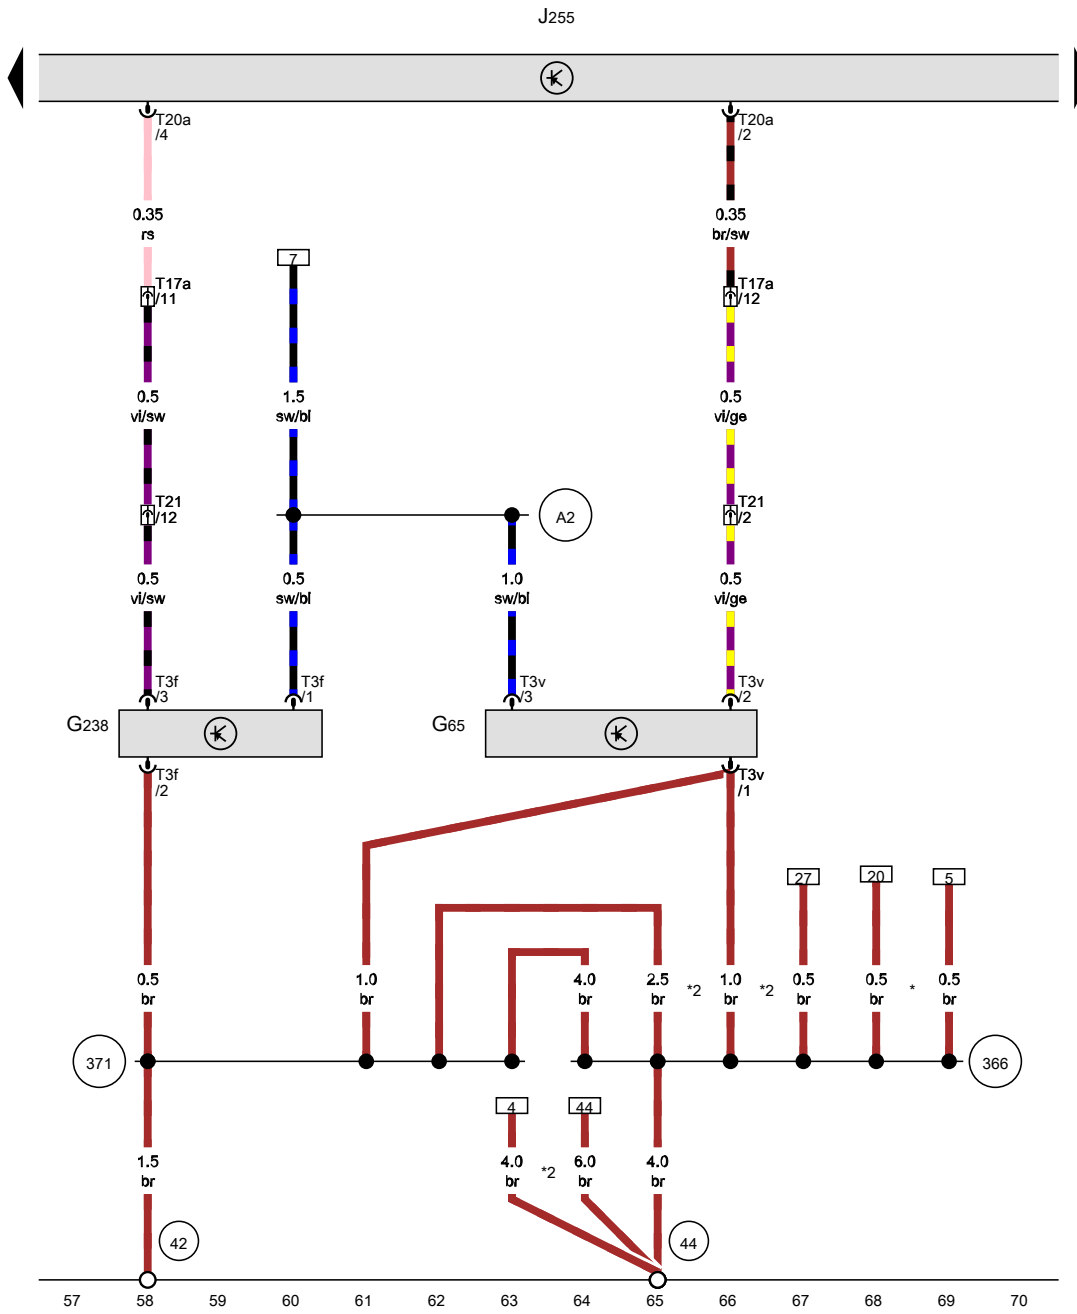 J255
T20a
/4
T20a
/2
0.35
rs
0.35
br/sw
7
T17a
/11
T17a
/12
0.5
vi/sw
1.5
sw/bl
0.5
vi/ge
T21
/12
A2
T21
/2
0.5
vi/sw
0.5
sw/bl
1.0
sw/bl
0.5
vi/ge
T3f
/3
T3f
/1
T3v
/3
T3v
/2
G238
G65
T3f
/2
T3v
/1
27
20
5
0.5
br
1.0
br
4.0
br
2.5
br
*2
1.0
br
*2
0.5
br
0.5
br
*
0.5
br
371
366
4
44
1.5
br
4.0
br
*2
6.0
br
4.0
br
42
44
57 58 59 60 61 62 63 64 65 66 67 68 69 70